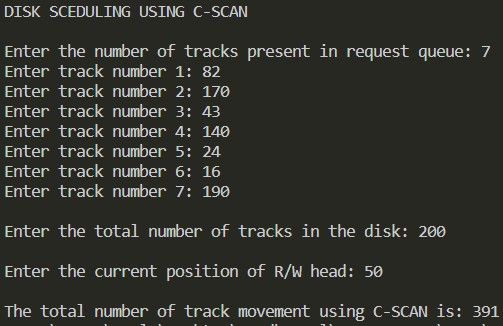 DISK SCEDULING USING C-SCAN
Enter the number of tracks present in request queue: 7
Enter track number 1: 82
Enter track number 2: 170
Enter track number 3: 43
Enter track number 4: 140
Enter track number 5: 24
Enter track number 6: 16
Enter track number 7: 190
Enter the total number of tracks in the disk: 200
Enter the current position of R/W head: 50
The total number of track movement using C-SCAN is: 391